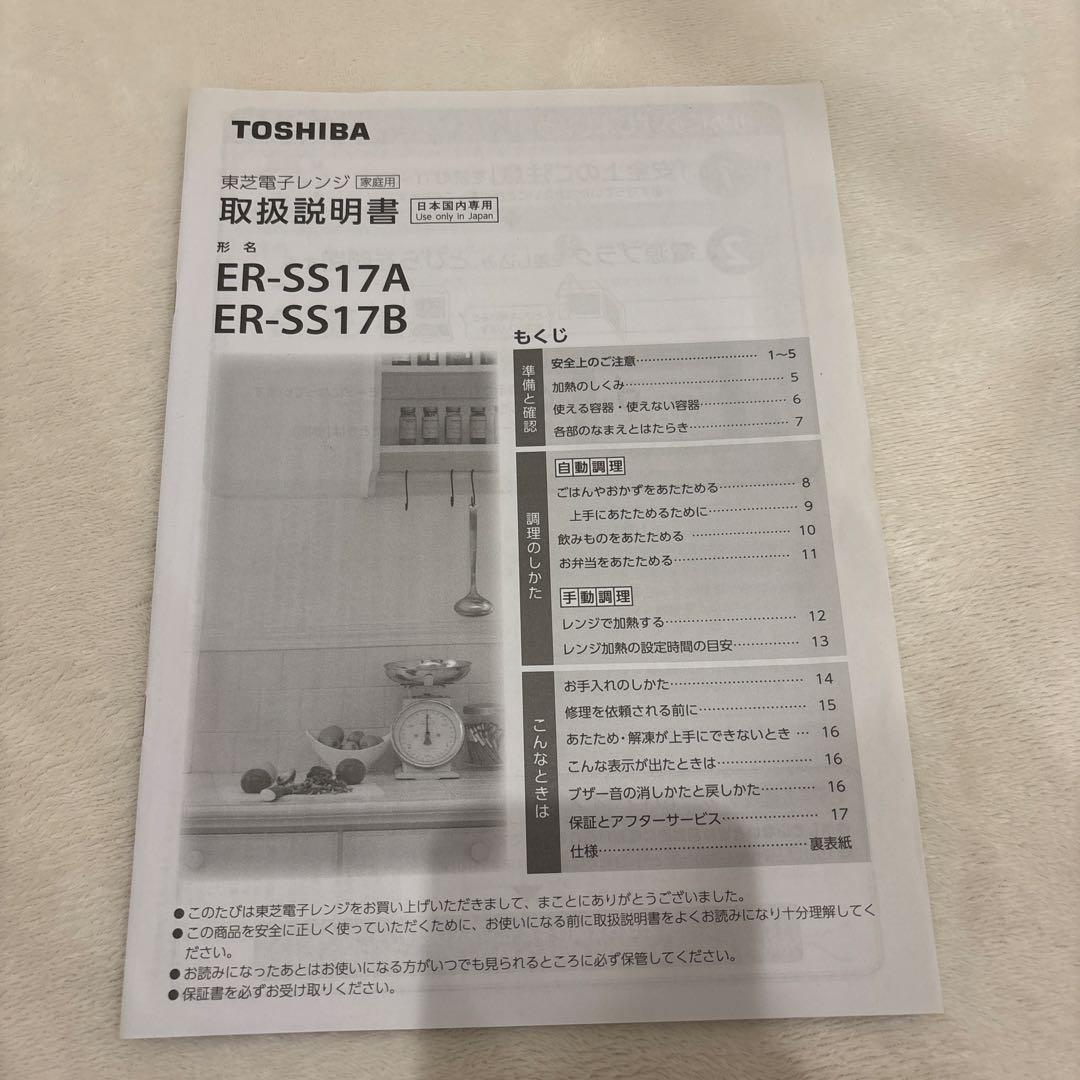 TOSHIBA
東芝電子レンジ 家庭用
取扱説明書 日本国内専用 Use only in Japan
形名
ER-SS17A
ER-SS17B
もくじ
準備と確認
安全上のご注意 1〜5
加熱のしくみ 5
使える容器・使えない容器 6
各部のなまえとはたらき 7
調理のしかた
自動調理
ごはんやおかずをあたためる 8
上手にあたためるために 9
飲みものをあたためる 10
お弁当をあたためる 11
手動調理
レンジで加熱する 12
レンジ加熱の設定時間の目安 13
こんなときは
お手入れのしかた 14
修理を依頼される前に 15
あたため・解凍が上手にできないとき 16
こんな表示が出たときは 16
ブザー音の消しかたと戻しかた 16
保証とアフターサービス 17
仕様 裏表紙
●このたびは東芝電子レンジをお買い上げいただきまして、まことにありがとうございました。
●この商品を安全に正しく使っていただくために、お使いになる前に取扱説明書をよくお読みになり十分理解してく
ださい。
●お読みになったあとはお使いになる方がいつでも見られるところに必ず保管してください。
●保証書を必ずお受け取りください。